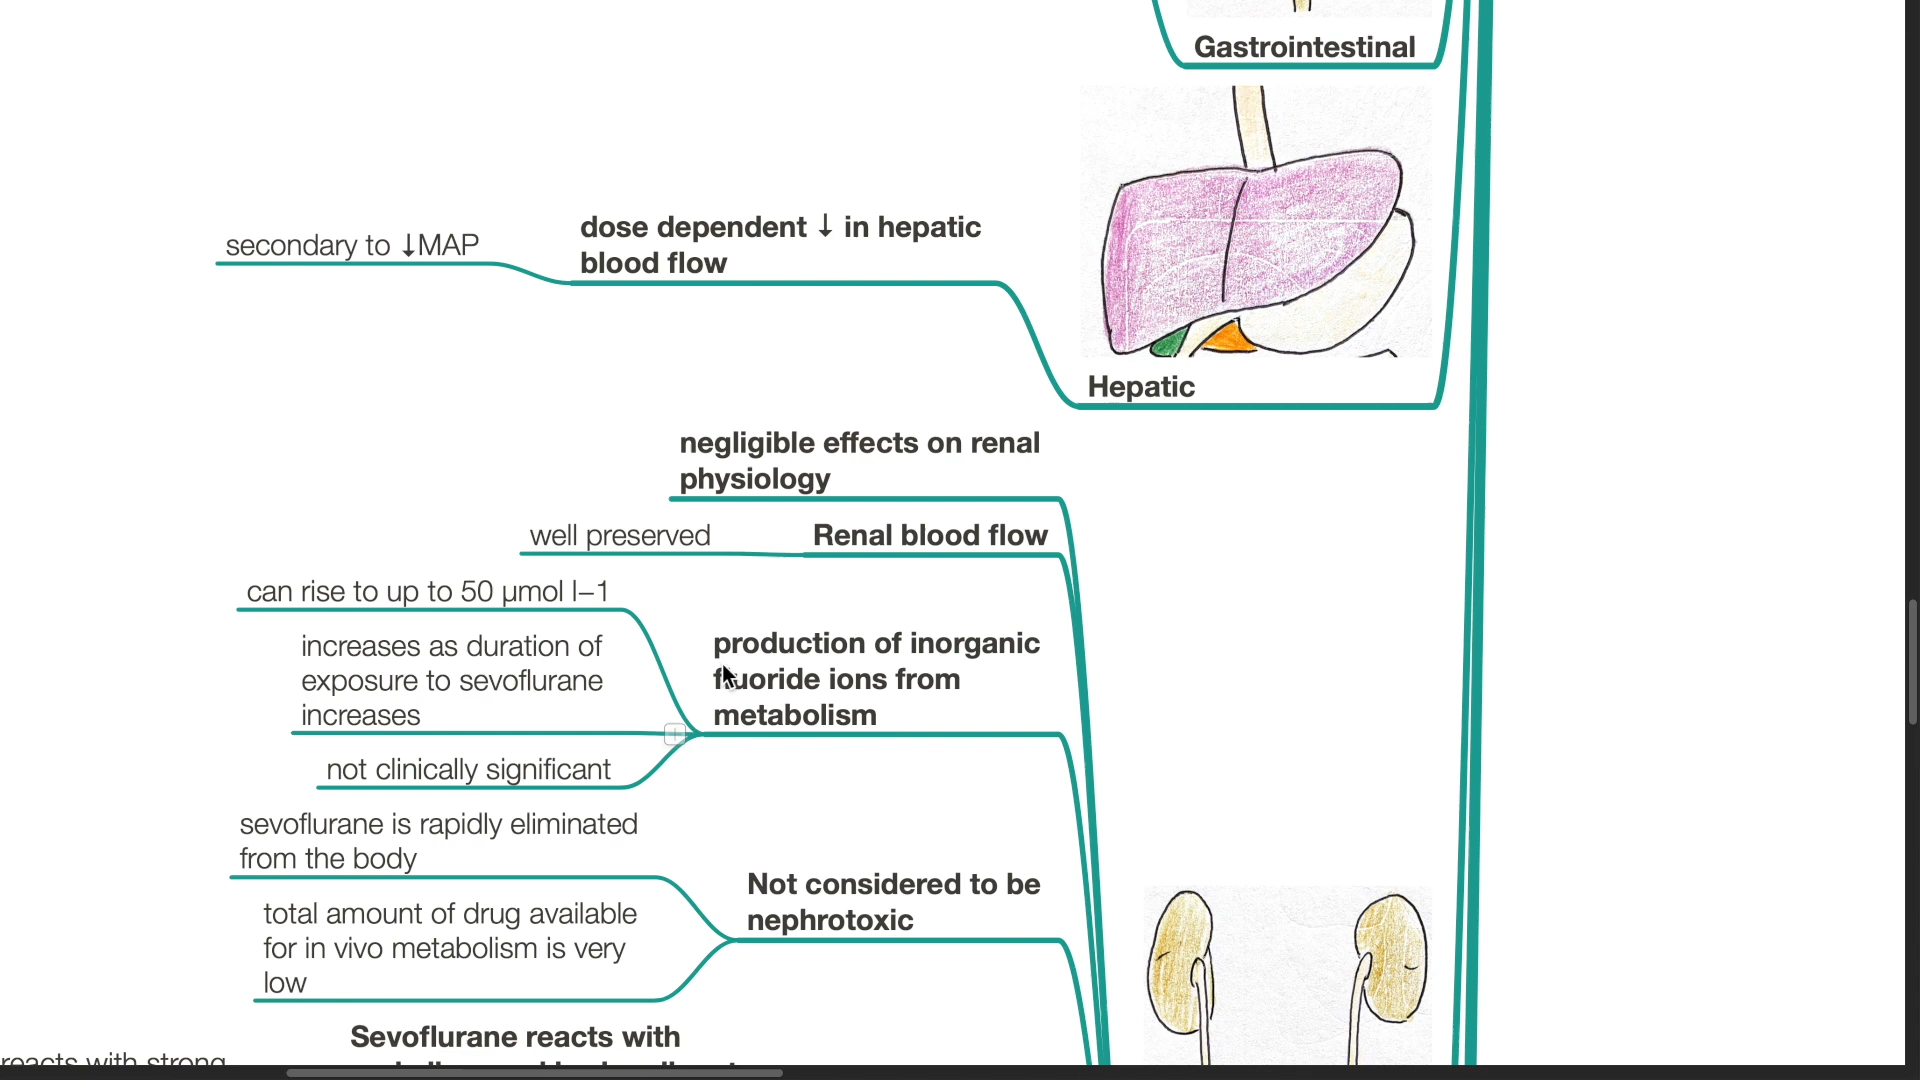 Gastrointestinal
secondary to ↓MAP
dose dependent ↓ in hepatic
blood flow
Hepatic
negligible effects on renal
physiology
well preserved
Renal blood flow
can rise to up to 50 µmol l–1
increases as duration of
exposure to sevoflurane
increases
not clinically significant
production of inorganic
fluoride ions from
metabolism
sevoflurane is rapidly eliminated
from the body
total amount of drug available
for in vivo metabolism is very
low
Not considered to be
nephrotoxic
Sevoflurane reacts with
reacts with strong